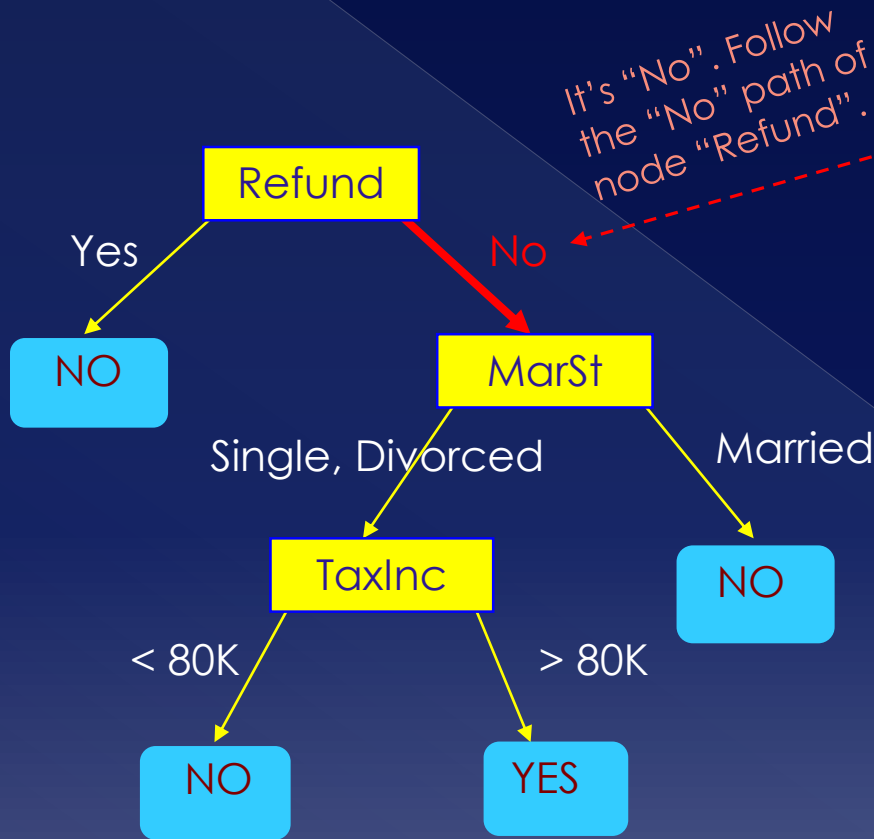 It's “No”. Follow
the “No” path of
node “Refund”.
Refund
Yes
No
NO
MarSt
Single, Divorced
Married
TaxInc
NO
< 80K
> 80K
NO
YES